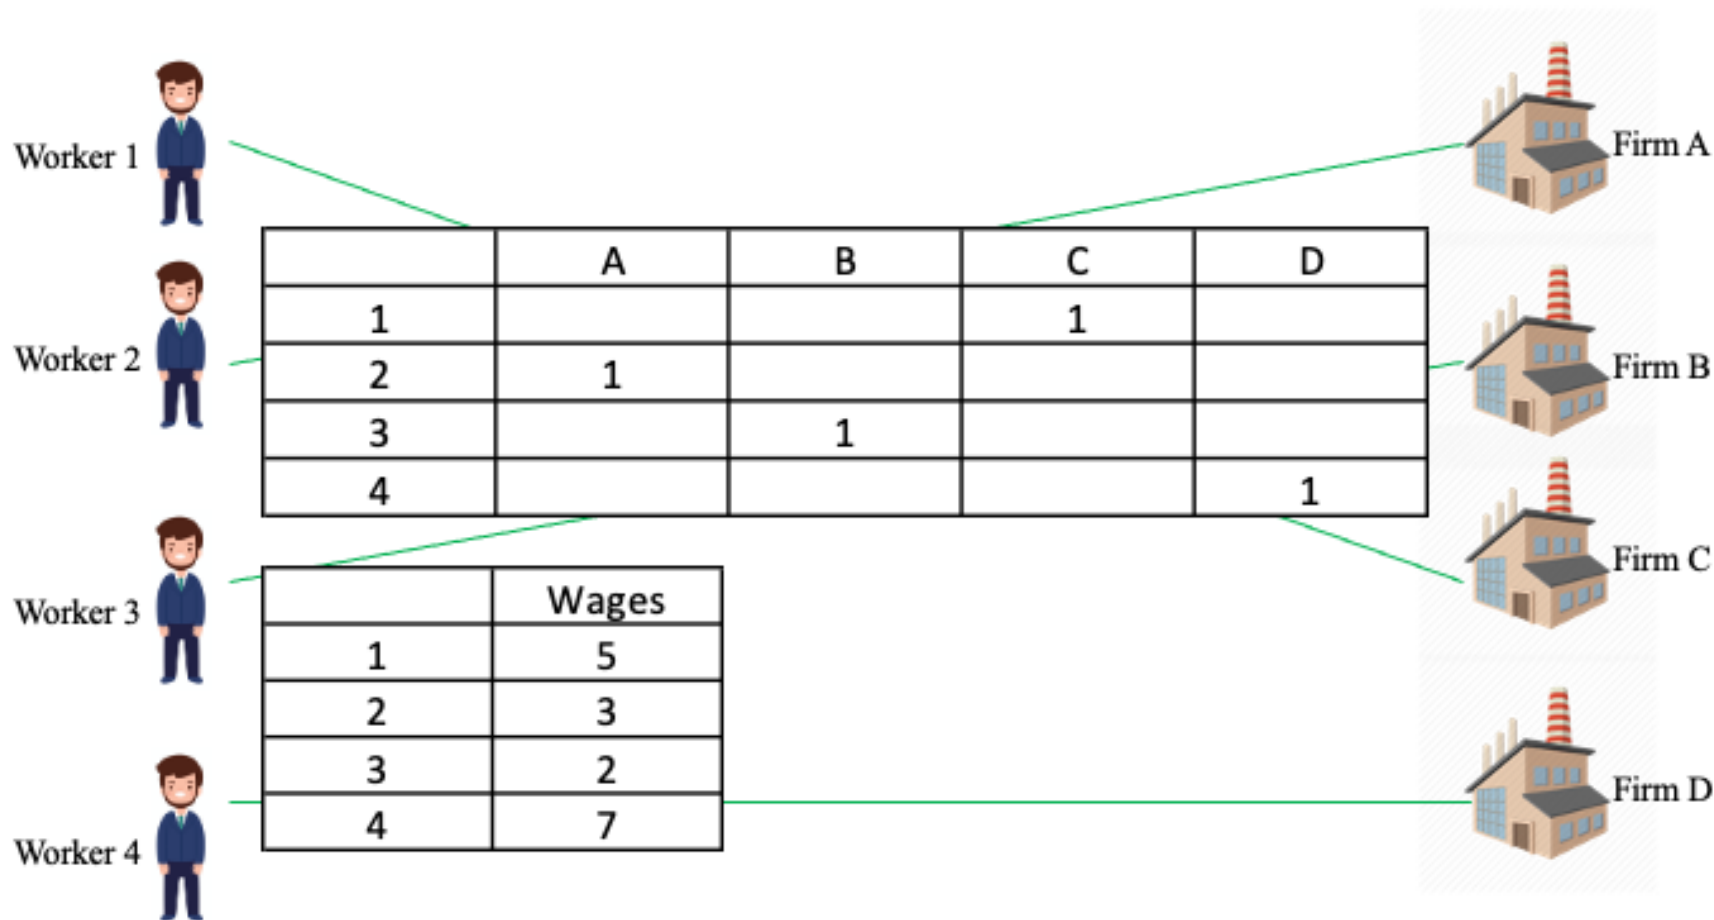 Worker 1
Firm A
A B C D
1 1
Worker 2
2 1
Firm B
3 1
4 1
Firm C
Worker 3
Wages
1 5
2 3
3 2
4 7
Firm D
Worker 4